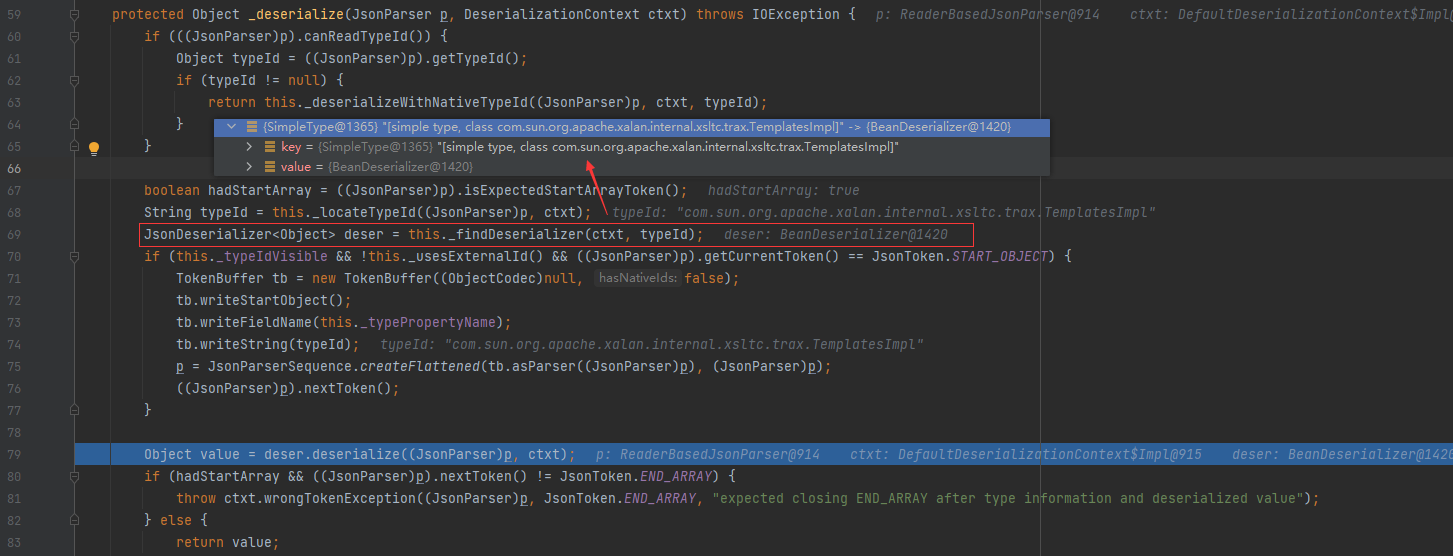 59 protected Object _deserialize(JsonParser p, DeserializationContext ctxt) throws IOException { p: ReaderBasedJsonParser@914 ctxt: DefaultDeserializationContext$Impl@
60 if (((JsonParser)p).canReadTypeId()) {
61 Object typeId = ((JsonParser)p).getTypeId();
62 if (typeId != null) {
63 return this._deserializeWithNativeTypeId((JsonParser)p, ctxt, typeId);
64 }
{SimpleType@1365} "[simple type, class com.sun.org.apache.xalan.internal.xsltc.trax.TemplatesImpl]" -> {BeanDeserializer@1420}
65 }
key = {SimpleType@1365} "[simple type, class com.sun.org.apache.xalan.internal.xsltc.trax.TemplatesImpl]"
66
value = {BeanDeserializer@1420}
67 boolean hadStartArray = ((JsonParser)p).isExpectedStartArrayToken(); hadStartArray: true
68 String typeId = this._locateTypeId((JsonParser)p, ctxt); typeId: "com.sun.org.apache.xalan.internal.xsltc.trax.TemplatesImpl"
69 JsonDeserializer<Object> deser = this._findDeserializer(ctxt, typeId); deser: BeanDeserializer@1420
70 if (this._typeIdVisible && !this._usesExternalId() && ((JsonParser)p).getCurrentToken() == JsonToken.START_OBJECT) {
71 TokenBuffer tb = new TokenBuffer((ObjectCodec)null, hasNativeIds: false);
72 tb.writeStartObject();
73 tb.writeFieldName(this._typePropertyName);
74 tb.writeString(typeId); typeId: "com.sun.org.apache.xalan.internal.xsltc.trax.TemplatesImpl"
75 p = JsonParserSequence.createFlattened(tb.asParser((JsonParser)p), (JsonParser)p);
76 ((JsonParser)p).nextToken();
77 }
78
79 Object value = deser.deserialize((JsonParser)p, ctxt); p: ReaderBasedJsonParser@914 ctxt: DefaultDeserializationContext$Impl@915 deser: BeanDeserializer@1420
80 if (hadStartArray && ((JsonParser)p).nextToken() != JsonToken.END_ARRAY) {
81 throw ctxt.wrongTokenException((JsonParser)p, JsonToken.END_ARRAY, "expected closing END_ARRAY after type information and deserialized value");
82 } else {
83 return value;